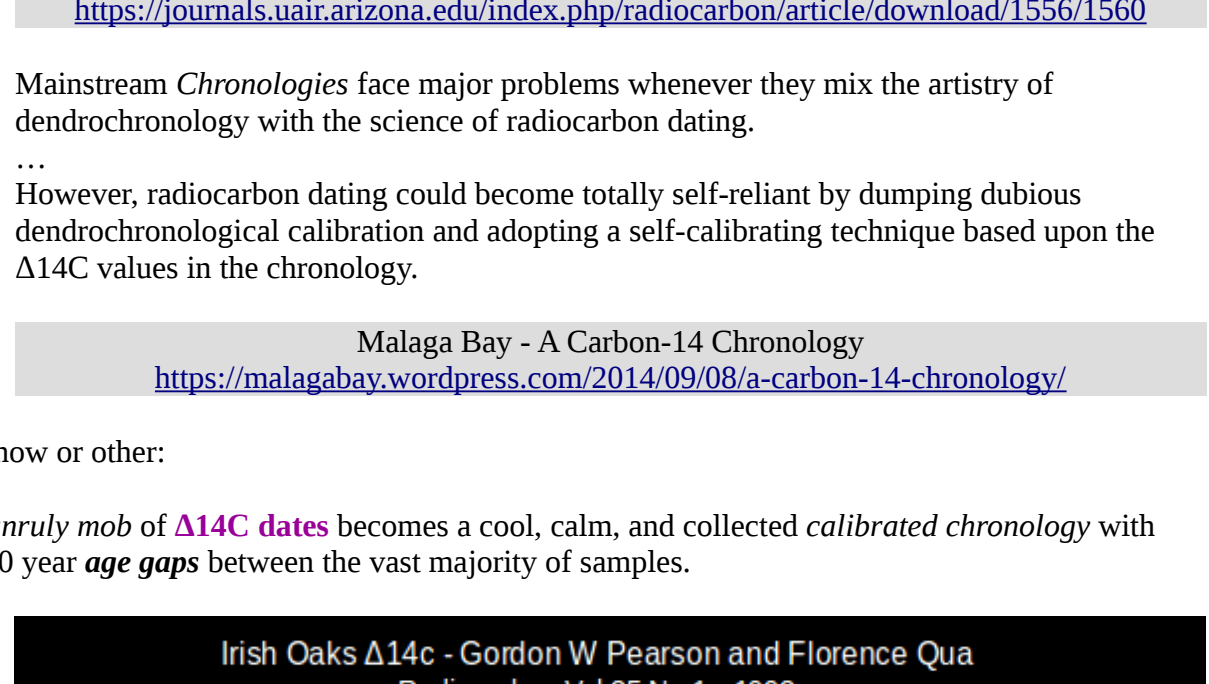 https://journals.uair.arizona.edu/index.php/radiocarbon/article/download/1556/1560
Mainstream Chronologies face major problems whenever they mix the artistry of
dendrochronology with the science of radiocarbon dating.
…
However, radiocarbon dating could become totally self-reliant by dumping dubious
dendrochronological calibration and adopting a self-calibrating technique based upon the
Δ14C values in the chronology.
Malaga Bay - A Carbon-14 Chronology
https://malagabay.wordpress.com/2014/09/08/a-carbon-14-chronology/
how or other:
nruly mob of Δ14C dates becomes a cool, calm, and collected calibrated chronology with
0 year age gaps between the vast majority of samples.
Irish Oaks Δ14c - Gordon W Pearson and Florence Qua